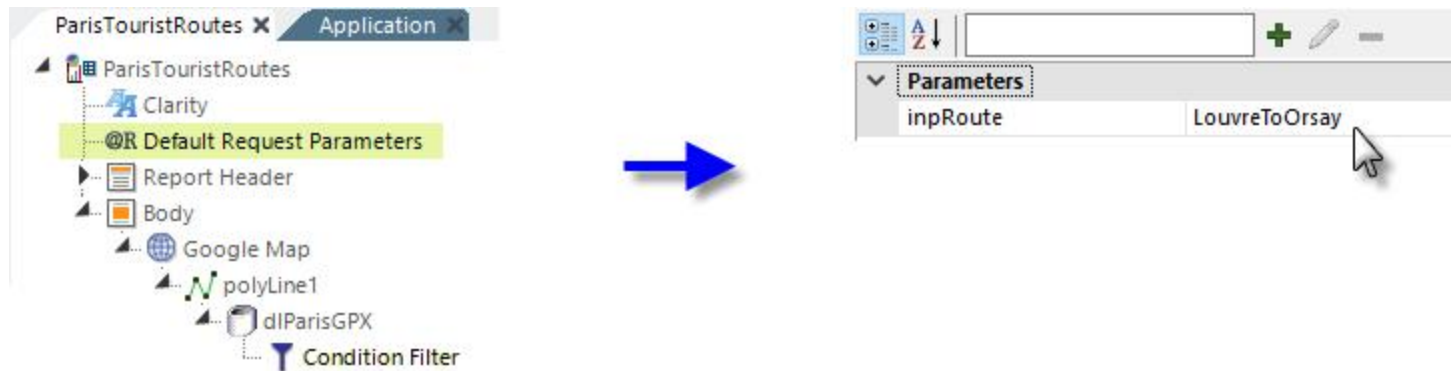 ParisTouristRoutes
Application
ParisTouristRoutes
Clarity
@R Default Request Parameters
Report Header
Body
Google Map
polyLine1
dlParisGPX
Condition Filter
A
Z
Parameters
inpRoute LouvreToOrsay